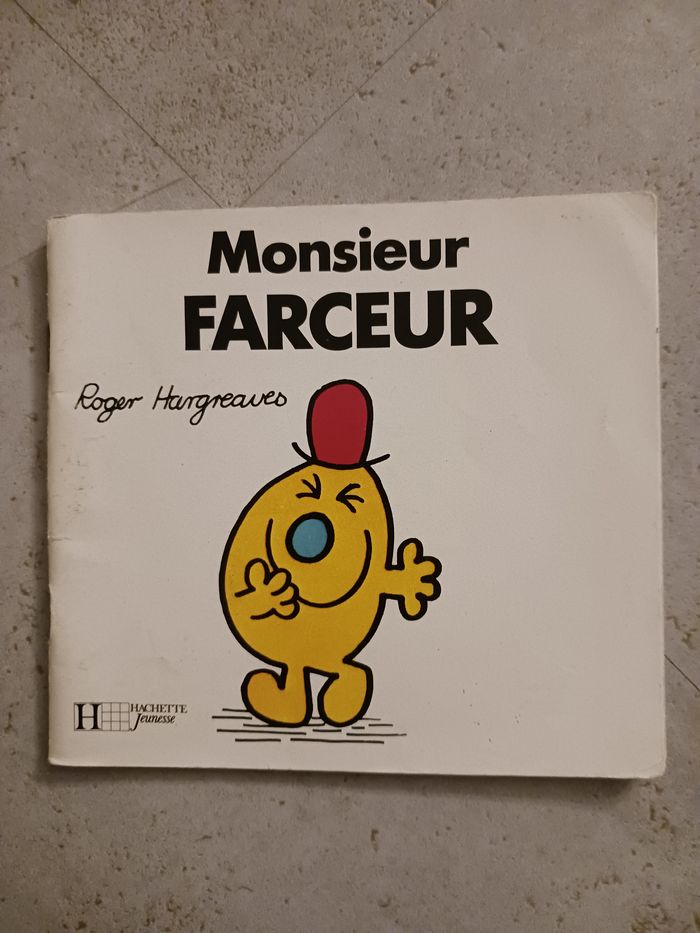 Monsieur
FARCEUR
Roger Hargreaves
H HACHETTE
Jeunesse